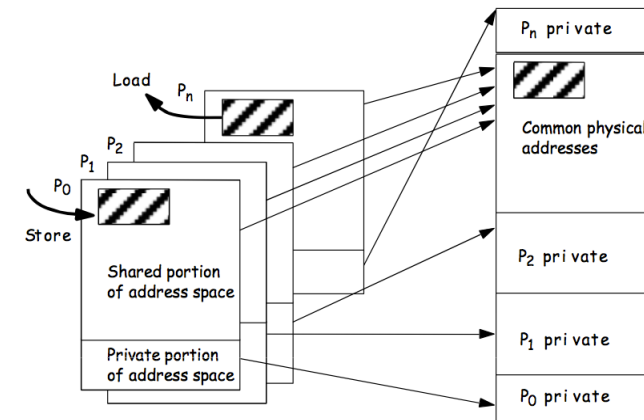 Load
Pn
P2
P1
P0
Store
Shared portion
of address space
Private portion
of address space
Pn private
Common physical
addresses
P2 private
P1 private
P0 private